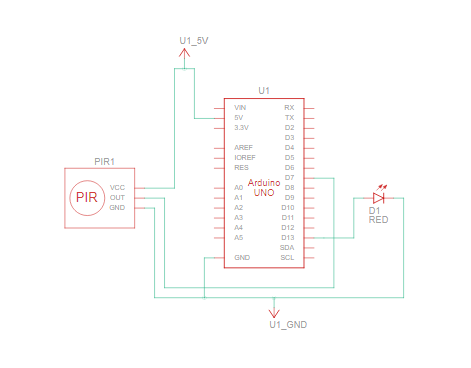 U1_5V
U1
VIN
5V
3.3V
AREF
IOREF
RES
A0
A1
A2
A3
A4
A5
GND
Arduino
UNO
RX
TX
D2
D3
D4
D5
D6
D7
D8
D9
D10
D11
D12
D13
SDA
SCL
PIR1
PIR
VCC
OUT
GND
D1
RED
U1_GND